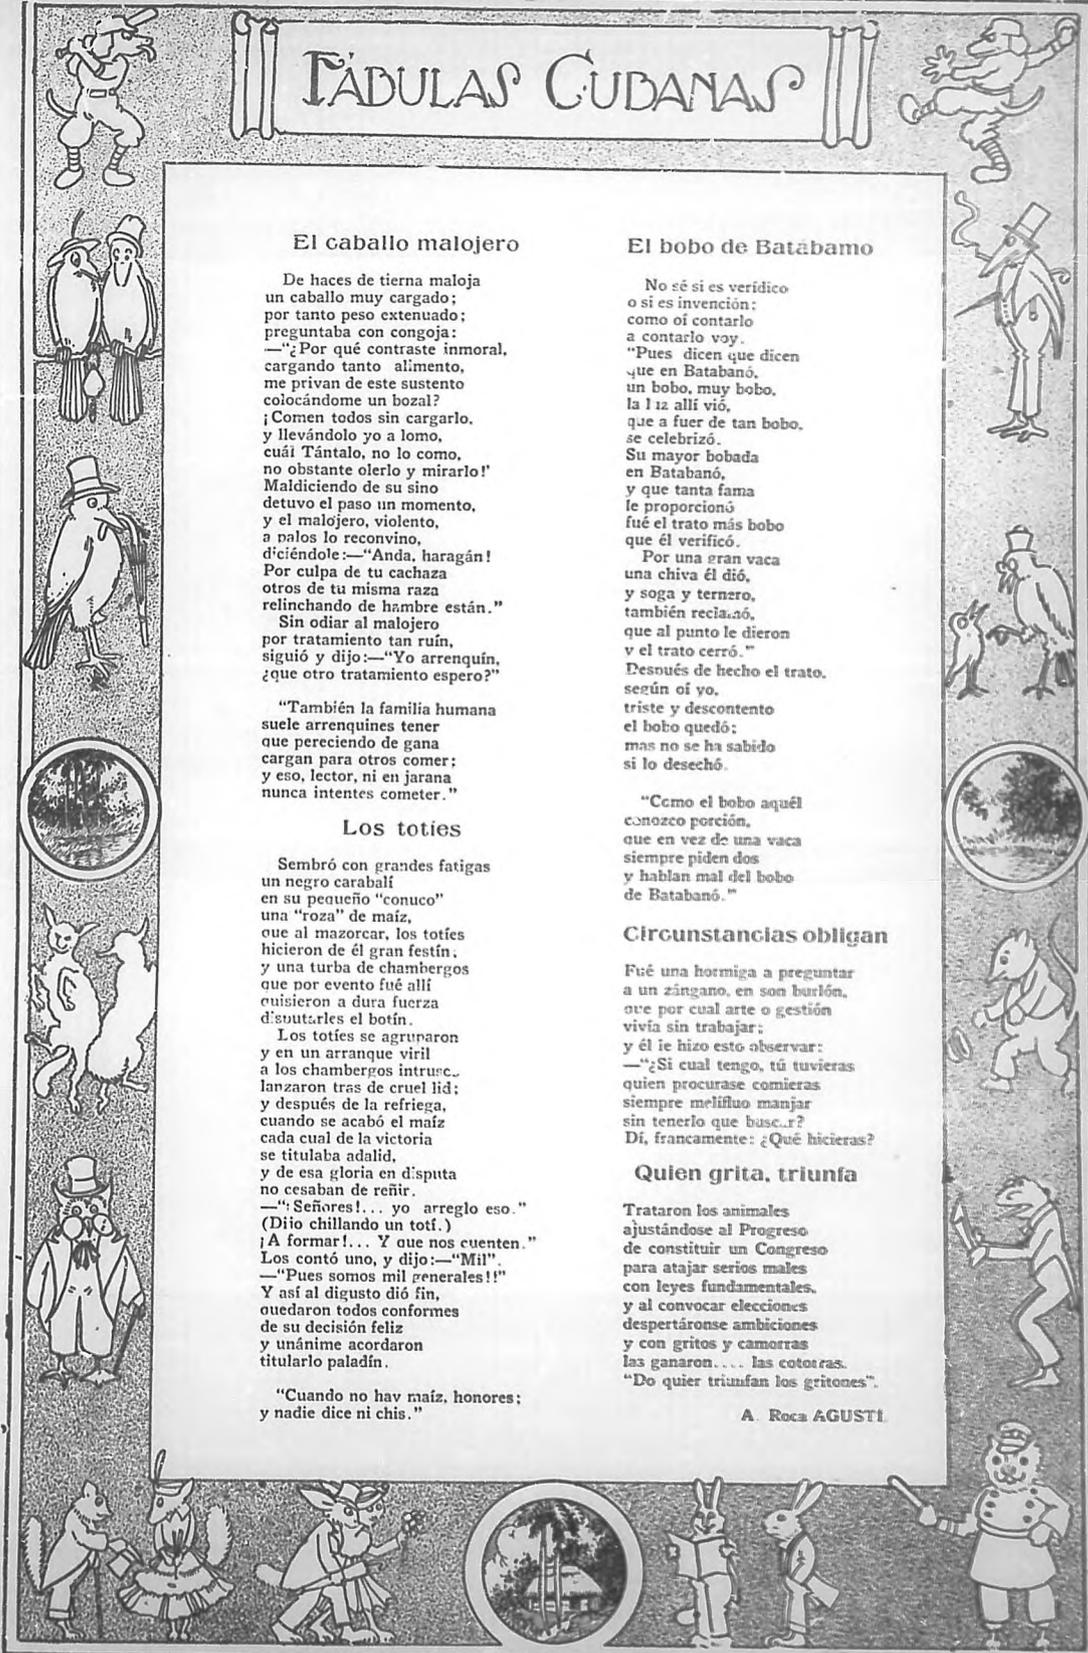 FÁBULAS CUBANAS
El caballo malojero
De haces de tierna maloja
un caballo muy cargado;
por tanto peso extenuado;
preguntaba con congoja:
—“¿Por qué contraste inmoral,
cargando tanto alimento,
me privan de este sustento
colocándome un bozal?
¡Comen todos sin cargarlo,
y llevándolo yo a lomo,
cuál Tántalo, no lo como,
no obstante olerlo y mirarlo!'
Maldiciendo de su sino
detuvo el paso un momento,
y el malojero, violento,
a palos lo reconvino,
diciéndole:—“Anda, haragán!
Por culpa de tu cachaza
otros de tu misma raza
relinchando de hambre están.”
Sin odiar al malojero
por tratamiento tan ruín,
siguió y dijo:—“Yo arrenquín,
¿que otro tratamiento espero?”
“También la familia humana
suele arrenquines tener
que pereciendo de gana
cargan para otros comer;
y eso, lector, ni en jarana
nunca intentes cometer.”
Los totíes
Sembró con grandes fatigas
un negro carabalí
en su pequeño “conuco”
una “roza” de maíz,
que al mazorcar, los totíes
hicieron de él gran festín;
y una turba de chambergos
que por evento fué allí
quisieron a dura fuerza
disputarles el botín.
Los totíes se agruparon
y en un arranque viril
a los chambergos
lanzaron tras de cruel lid;
y después de la refriega,
cuando se acabó el maíz
cada cual de la victoria
se titulaba adalid,
y de esa gloria en disputa
no cesaban de reñir.
—“¡Señores!... yo arreglo eso.”
(Dijo chillando un totí.)
¡A formar!... Y que nos cuenten.”
Los contó uno, y dijo:—“Mil”.
—“Pues somos mil generales!!”
Y así al digusto dió fin,
quedaron todos conformes
de su decisión feliz
y unánime acordaron
titularlo paladín.
“Cuando no hay maíz, honores;
y nadie dice ni chis.”
El bobo de Batabamo
No sé si es verídico
o si es invención;
como oí contarlo
a contarlo voy.
“Pues dicen que dicen
que en Batabanó,
un bobo, muy bobo,
la luz allí vió,
que a fuer de tan bobo,
se celebrizó.
Su mayor bobada
en Batabanó,
y que tanta fama
le proporcionó
fué el trato más bobo
que él verificó.
Por una gran vaca
una chiva él dió,
y soga y ternero,
también reclamó,
que al punto le dieron
y el trato cerró.”
Después de hecho el trato,
según oí yo,
triste y descontento
el bobo quedó;
mas no se ha sabido
si lo desechó.
“Como el bobo aquél
conozco porción,
que en vez de una vaca
siempre piden dos
y hablan mal del bobo
de Batabanó.”
Circunstancias obligan
Fué una hormiga a preguntar
a un zángano, en son burlón,
que por cual arte o gestión
vivía sin trabajar;
y él le hizo esto observar:
—“¿Si cual tengo, tú tuvieras
quien procurase comieras
siempre melifluo manjar
sin tenerlo que buscar?
Dí, francamente: ¿Qué hicieras?
Quien grita, triunfa
Trataron los animales
ajustándose al Progreso
de constituir un Congreso
para atajar serios males
con leyes fundamentales,
y al convocar elecciones
despertáronse ambiciones
y con gritos y camorras
las ganaron.... las cotorras.
“Do quier triunfan los gritones”.
A. Roca AGUSTÍ